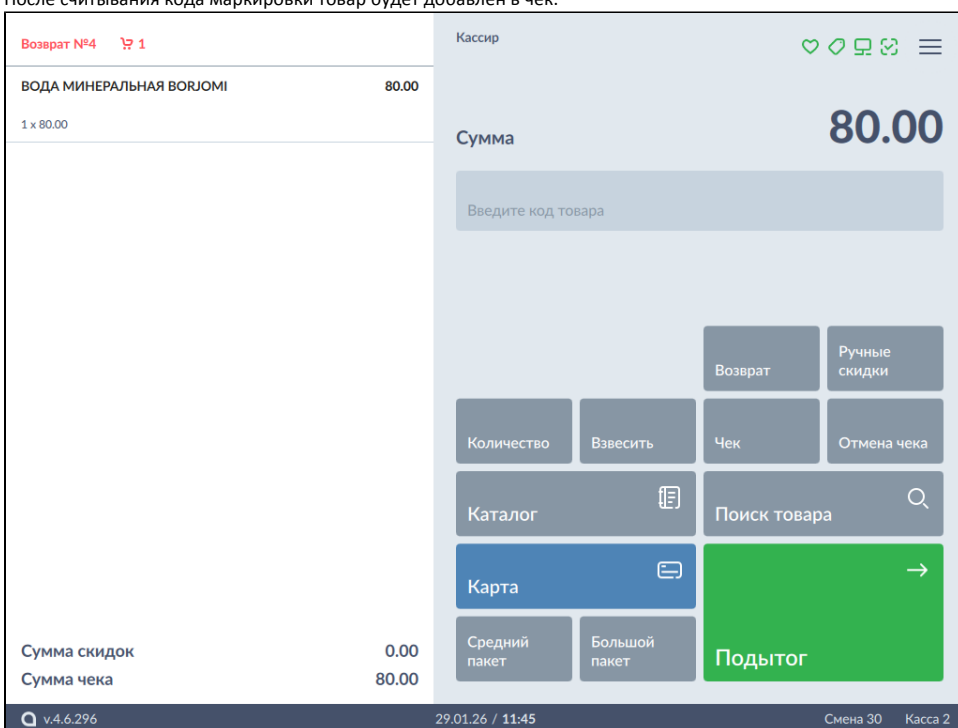 После считывания кода маркировки товар будет добавлен в чек.
Возврат №4 1
ВОДА МИНЕРАЛЬНАЯ BORJOMI 80.00
1 x 80.00
Кассир
Сумма 80.00
Введите код товара
Возврат
Ручные
скидки
Количество
Взвесить
Чек
Отмена чека
Каталог
Поиск товара
Карта
Средний
пакет
Большой
пакет
Подытог
Сумма скидок 0.00
Сумма чека 80.00
v.4.6.296
29.01.26 / 11:45
Смена 30 Касса 2